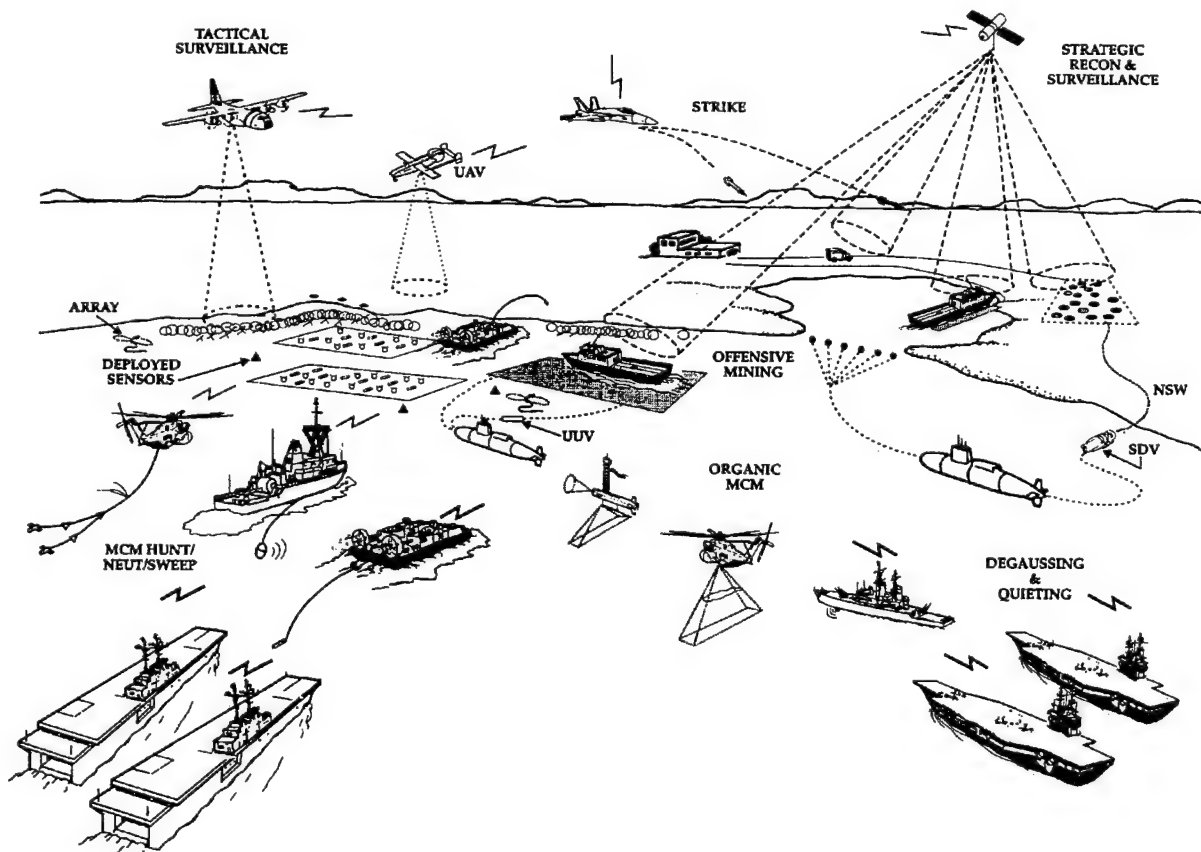 TACTICAL
SURVEILLANCE
STRATEGIC
RECON &
SURVEILLANCE
STRIKE
UAV
ARRAY
DEPLOYED
SENSORS
OFFENSIVE
MINING
NSW
UUV
SDV
ORGANIC
MCM
MCM HUNT/
NEUT/SWEEP
DEGAUSSING
&
QUIETING